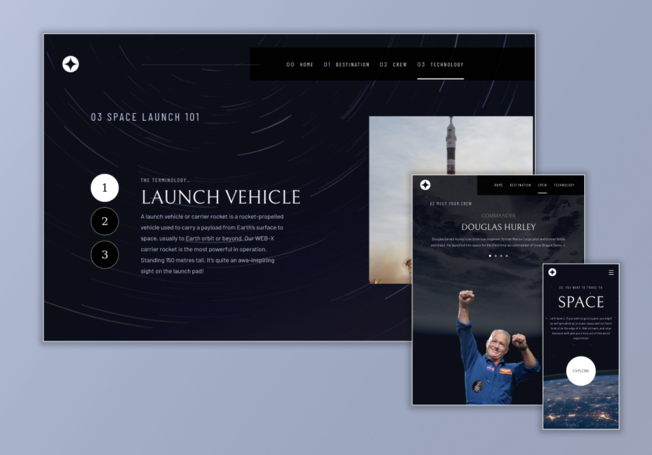 00 HOME 01 DESTINATION 02 CREW 03 TECHNOLOGY
03 SPACE LAUNCH 101
THE TERMINOLOGY...
LAUNCH VEHICLE
1
2
3
A launch vehicle or carrier rocket is a rocket-propelled
vehicle used to carry a payload from Earth's surface to
space, usually to Earth orbit or beyond. Our WEB-X
carrier rocket is the most powerful in operation.
Standing 150 metres tall, it's quite an awe-inspiring
sight on the launch pad!
HOME DESTINATION CREW TECHNOLOGY
02 MEET YOUR CREW
COMMANDER
DOUGLAS HURLEY
SO, YOU WANT TO TRAVEL TO
SPACE
EXPLORE